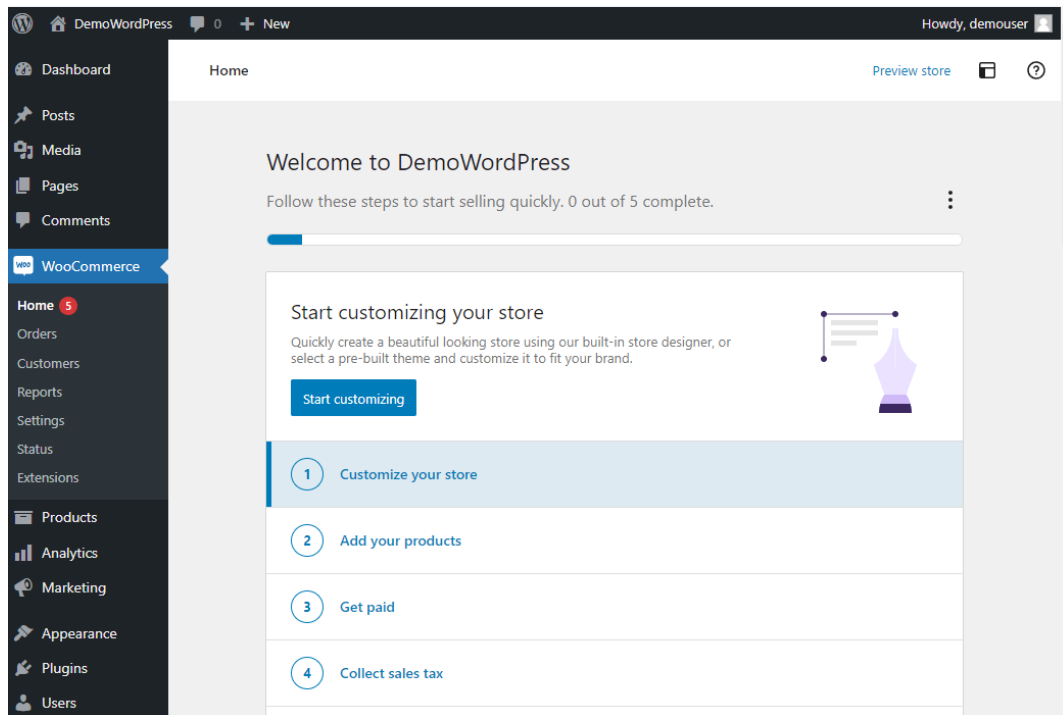 DemoWordPress 0 New Howdy, demouser
Dashboard
Posts
Media
Pages
Comments
WooCommerce
Home 5
Orders
Customers
Reports
Settings
Status
Extensions
Products
Analytics
Marketing
Appearance
Plugins
Users
Home Preview store
Welcome to DemoWordPress
Follow these steps to start selling quickly. 0 out of 5 complete.
Start customizing your store
Quickly create a beautiful looking store using our built-in store designer, or
select a pre-built theme and customize it to fit your brand.
Start customizing
1 Customize your store
2 Add your products
3 Get paid
4 Collect sales tax